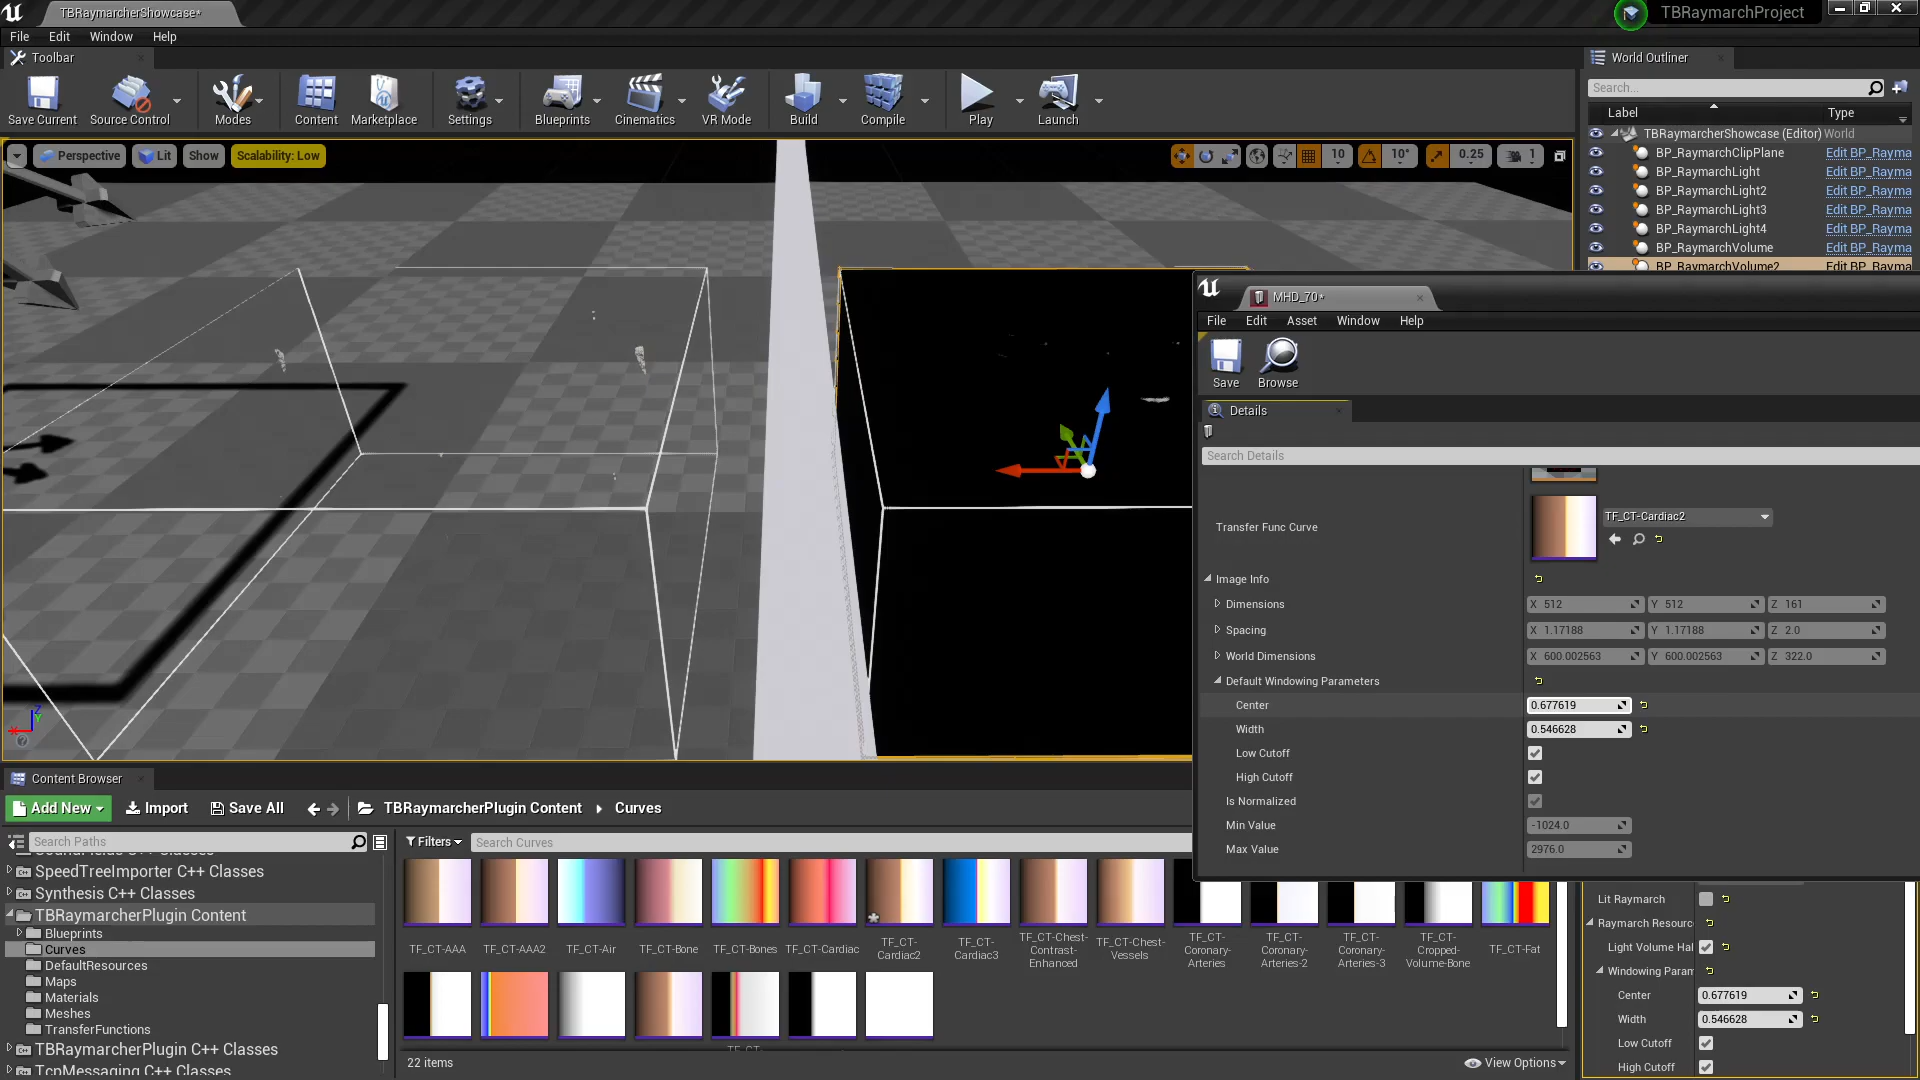 TBRaymarcherShowcase*
TBRaymarchProject
File Edit Window Help
Toolbar
World Outliner
Save Current
Source Control
Modes
Content
Marketplace
Settings
Blueprints
Cinematics
VR Mode
Build
Compile
Play
Launch
Search...
Label Type
TBRaymarcherShowcase (Editor) World
BP_RaymarchClipPlane Edit BP_Rayma
BP_RaymarchLight Edit BP_Rayma
BP_RaymarchLight2 Edit BP_Rayma
BP_RaymarchLight3 Edit BP_Rayma
BP_RaymarchLight4 Edit BP_Rayma
BP_RaymarchVolume Edit BP_Rayma
BP_RaymarchVolume2 Edit BP_Rayma
Perspective Lit Show Scalability: Low
10 10° 0.25 1
MHD_70*
File Edit Asset Window Help
Save Browse
Details
Search Details
Transfer Func Curve TF_CT-Cardiac2
Image Info
Dimensions X 512 Y 512 Z 161
Spacing X 1.17188 Y 1.17188 Z 2.0
World Dimensions X 600.002563 Y 600.002563 Z 322.0
Default Windowing Parameters
Center 0.677619
Width 0.546628
Low Cutoff
High Cutoff
Is Normalized
Min Value -1024.0
Max Value 2976.0
X Z Y
Content Browser
Add New Import Save All TBRaymarcherPlugin Content Curves
Search Paths
Filters Search Curves
SpeedTreeImporter C++ Classes
Synthesis C++ Classes
TBRaymarcherPlugin Content
Blueprints
Curves
DefaultResources
Maps
Materials
Meshes
TransferFunctions
TBRaymarcherPlugin C++ Classes
TcpMessaging C++ Classes
TF_CT-AAA
TF_CT-AAA2
TF_CT-Air
TF_CT-Bone
TF_CT-Bones
TF_CT-Cardiac
TF_CT-
Cardiac2
TF_CT-
Cardiac3
TF_CT-Chest-
Contrast-
Enhanced
TF_CT-Chest-
Vessels
TF_CT-
Coronary-
Arteries
TF_CT-
Coronary-
Arteries-2
TF_CT-
Coronary-
Arteries-3
TF_CT-
Cropped-
Volume-Bone
TF_CT-Fat
22 items
View Options
Lit Raymarch
Raymarch Resourc
Light Volume Hal
Windowing Param
Center 0.677619
Width 0.546628
Low Cutoff
High Cutoff